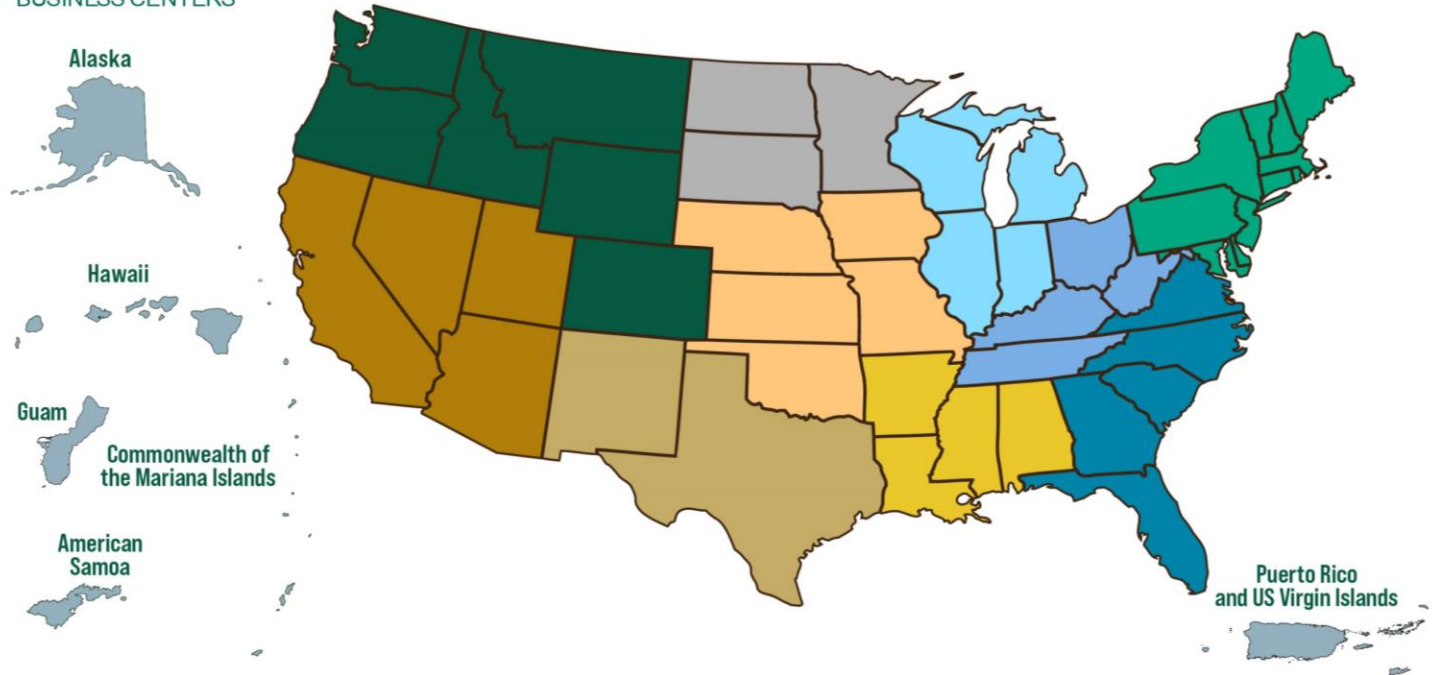 BUSINESS CENTERS
Alaska
Hawaii
Guam
Commonwealth of
the Mariana Islands
American
Samoa
Puerto Rico
and US Virgin Islands